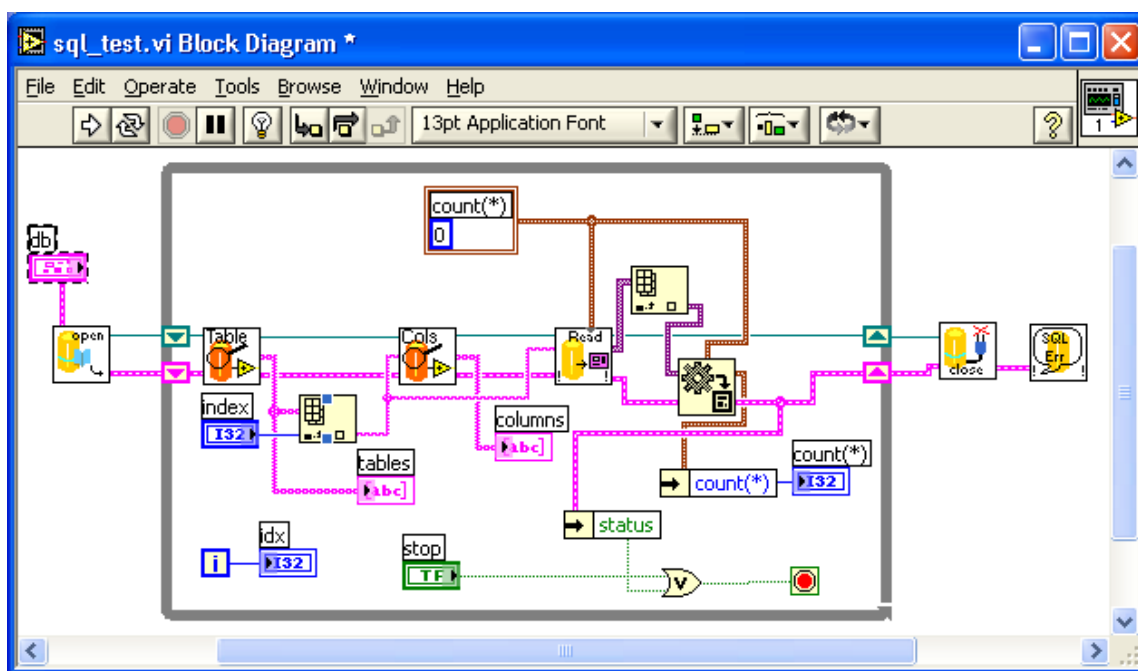 sql_test.vi Block Diagram *
File Edit Operate Tools Browse Window Help
13pt Application Font
?
1
count(*)
0
db
open
Table
Cols
Read
close
SQL
Err
index
I32
columns
abc
tables
abc
count(*)
count(*)
I32
status
idx
i
I32
stop
TF
V